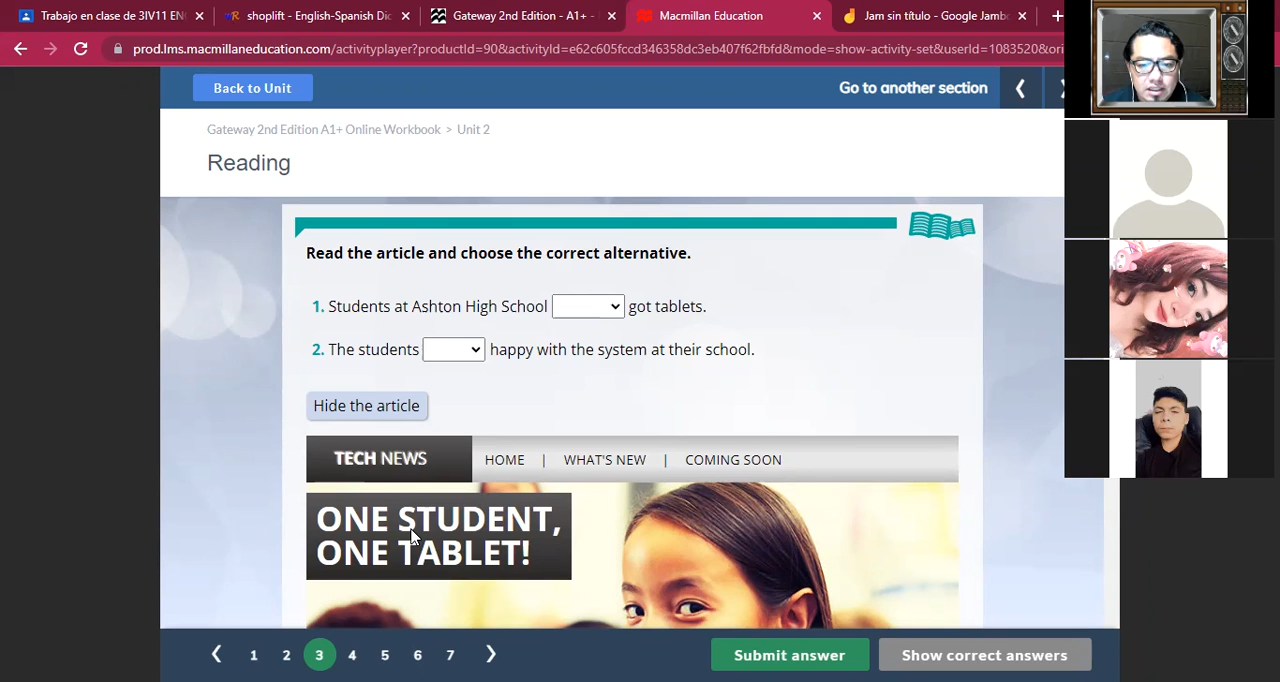 Trabajo en clase de 3IV11 EN
shoplift - English-Spanish Dic
Gateway 2nd Edition - A1+ -
Macmillan Education
Jam sin título - Google Jamb
prod.lms.macmillaneducation.com/activityplayer?productId=90&activityId=e62c605fccd346358dc3eb407f62fbfd&mode=show-activity-set&userId=1083520&ori
Back to Unit
Go to another section
Gateway 2nd Edition A1+ Online Workbook > Unit 2
Reading
Read the article and choose the correct alternative.
1. Students at Ashton High School got tablets.
2. The students happy with the system at their school.
Hide the article
TECH NEWS HOME | WHAT'S NEW | COMING SOON
ONE STUDENT,
ONE TABLET!
1 2 3 4 5 6 7
Submit answer
Show correct answers